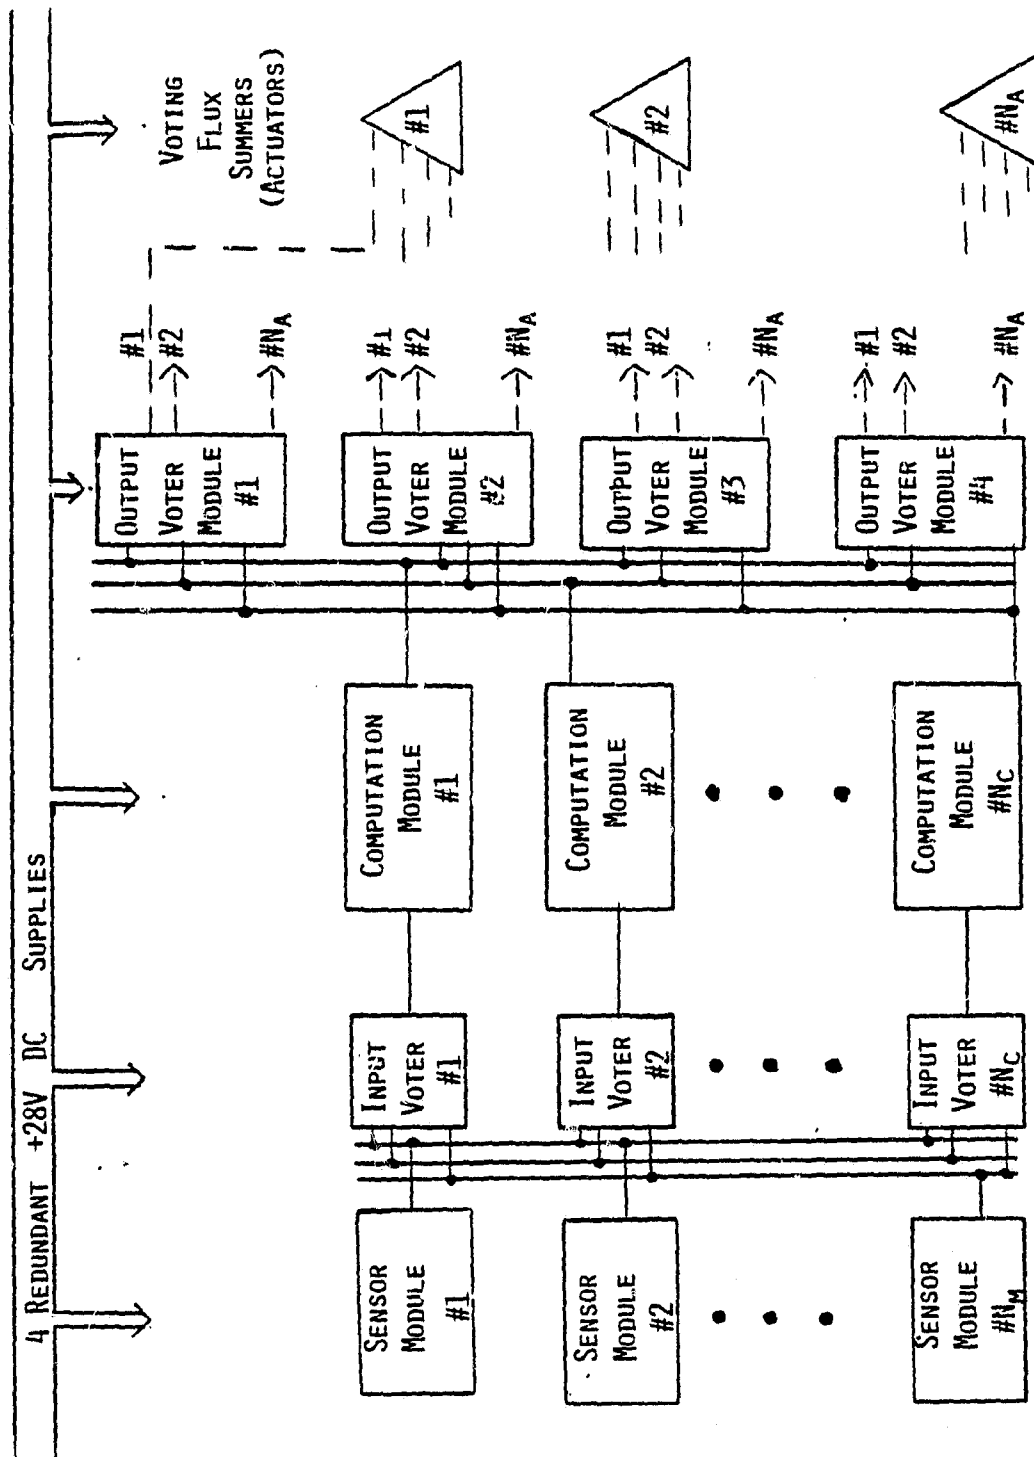 4 REDUNDANT +28V DC SUPPLIES
VOTING
FLUX
SUMMERS
(ACTUATORS)
SENSOR
MODULE
#1
SENSOR
MODULE
#2
SENSOR
MODULE
#NM
INPUT
VOTER
#1
INPUT
VOTER
#2
INPUT
VOTER
#NC
COMPUTATION
MODULE
#1
COMPUTATION
MODULE
#2
COMPUTATION
MODULE
#NC
OUTPUT
VOTER
MODULE
#1
OUTPUT
VOTER
MODULE
#2
OUTPUT
VOTER
MODULE
#3
OUTPUT
VOTER
MODULE
#4
#1
#2
#NA
#1
#2
#NA
#1
#2
#NA
#1
#2
#NA
#1
#2
#NA